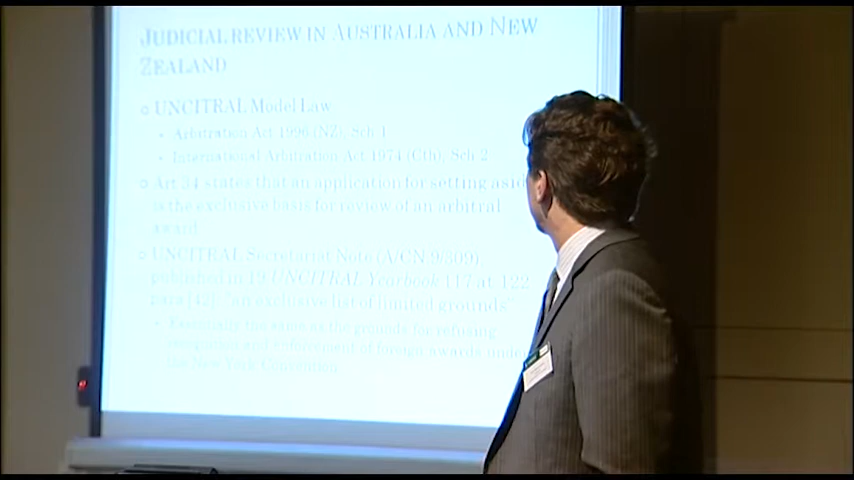 JUDICIAL REVIEW IN AUSTRALIA AND NEW
ZEALAND
UNCITRAL Model Law
Arbitration Act 1996 (NZ), Sch 1
International Arbitration Act 1974 (Cth), Sch 2
Art 34 states that an application for setting aside
is the exclusive basis for review of an arbitral
award
UNCITRAL Secretariat Note (A/CN.9/309)
published in 19 UNCITRAL Yearbook 117 at 122
para [42]: "an exclusive list of limited grounds"
Essentially the same as the grounds for refusing
recognition and enforcement of foreign awards under
the New York Convention